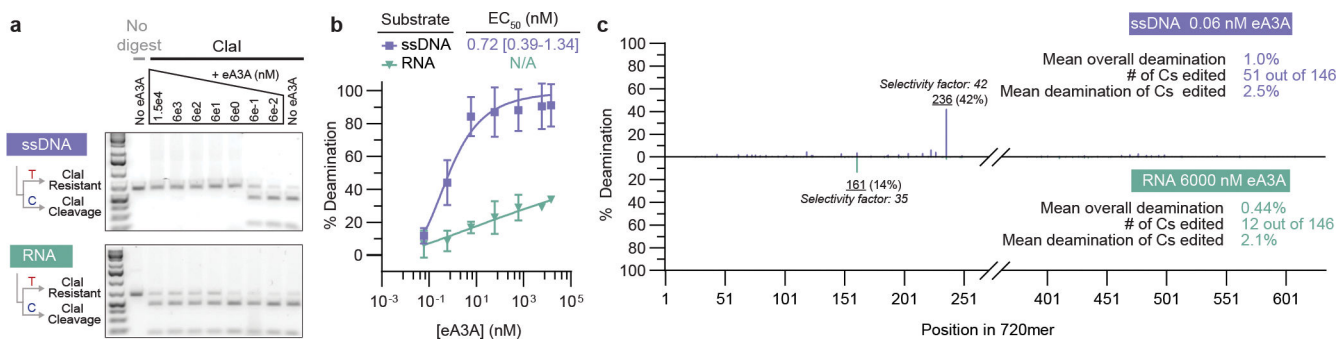 a
No
digest
ClaI
+ eA3A (nM)
No eA3A
1.5e4
6e3
6e2
6e1
6e0
6e-1
6e-2
No eA3A
ssDNA
T
ClaI
Resistant
C
ClaI
Cleavage
RNA
T
ClaI
Resistant
C
ClaI
Cleavage
b
Substrate EC50 (nM)
ssDNA 0.72 [0.39-1.34]
RNA N/A
% Deamination
100
80
60
40
20
0
10-3 10-1 101 103 105
[eA3A] (nM)
c
ssDNA 0.06 nM eA3A
Mean overall deamination 1.0%
# of Cs edited 51 out of 146
Mean deamination of Cs edited 2.5%
Selectivity factor: 42
236 (42%)
% Deamination
100
80
60
40
20
0
20
40
60
80
100
161 (14%)
Selectivity factor: 35
RNA 6000 nM eA3A
Mean overall deamination 0.44%
# of Cs edited 12 out of 146
Mean deamination of Cs edited 2.1%
1 51 101 151 201 251 401 451 501 551 601
Position in 720mer